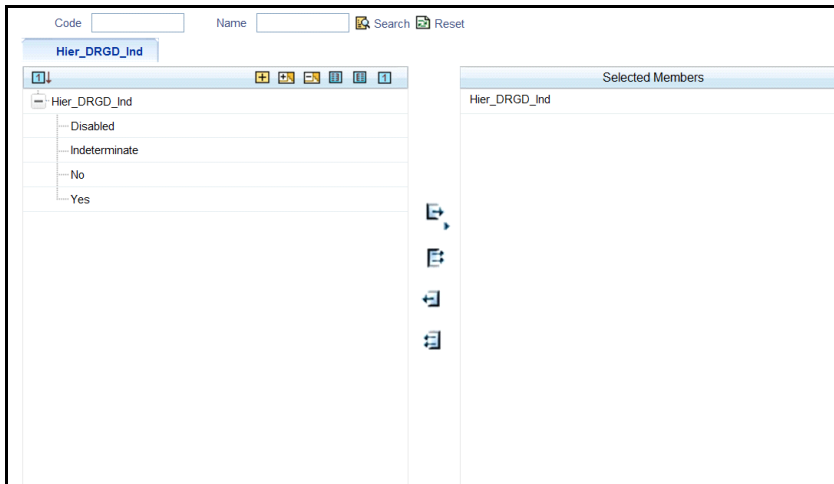 Code Name Search Reset
Hier_DRGD_Ind
Selected Members
Hier_DRGD_Ind Hier_DRGD_Ind
Disabled
Indeterminate
No
Yes